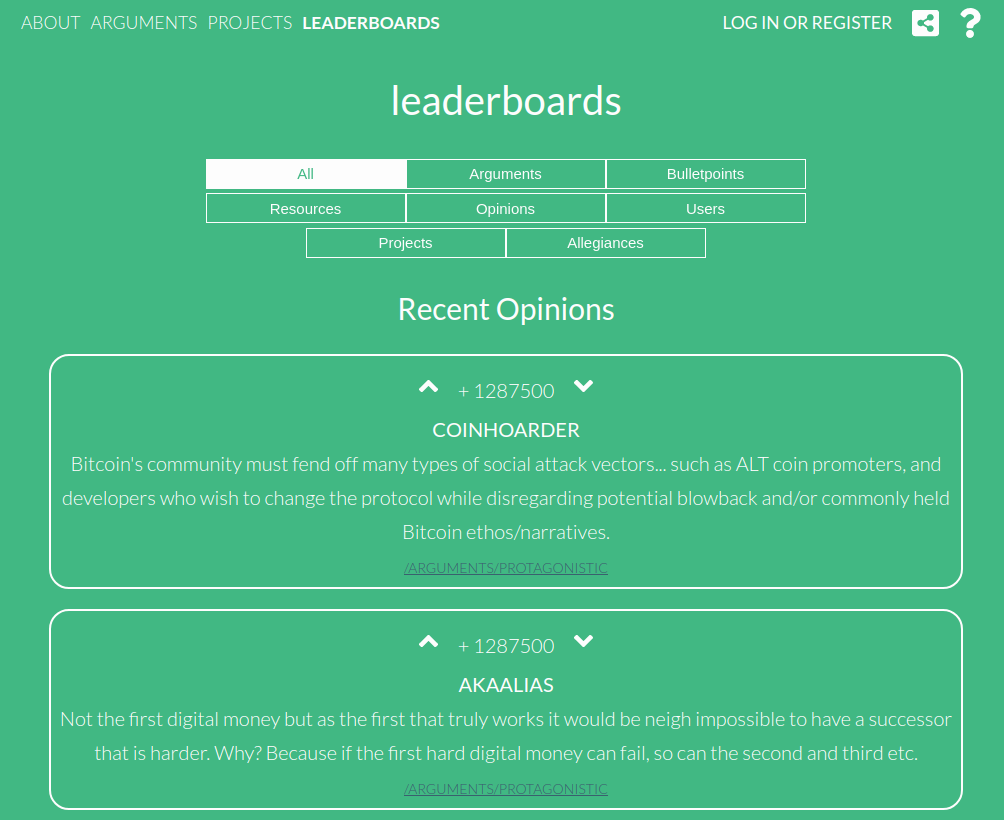 ABOUT ARGUMENTS PROJECTS LEADERBOARDS LOG IN OR REGISTER
leaderboards
All Arguments Bulletpoints
Resources Opinions Users
Projects Allegiances
Recent Opinions
+ 1287500
COINHOARDER
Bitcoin's community must fend off many types of social attack vectors... such as ALT coin promoters, and
developers who wish to change the protocol while disregarding potential blowback and/or commonly held
Bitcoin ethos/narratives.
/ARGUMENTS/PROTAGONISTIC
+ 1287500
AKAALIAS
Not the first digital money but as the first that truly works it would be neigh impossible to have a successor
that is harder. Why? Because if the first hard digital money can fail, so can the second and third etc.
/ARGUMENTS/PROTAGONISTIC